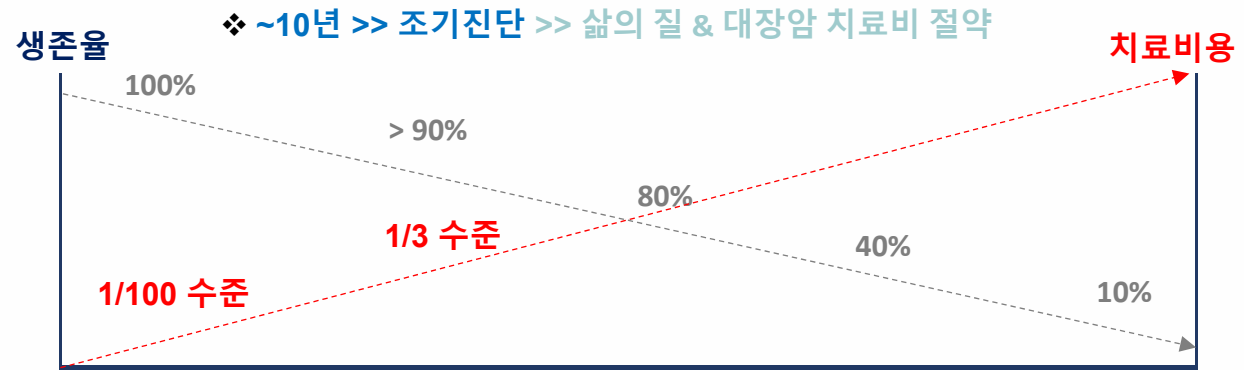 ❖ ~10년 >> 조기진단 >> 삶의 질 & 대장암 치료비 절약
생존율
치료비용
100%
> 90%
80%
1/3 수준
40%
1/100 수준
10%